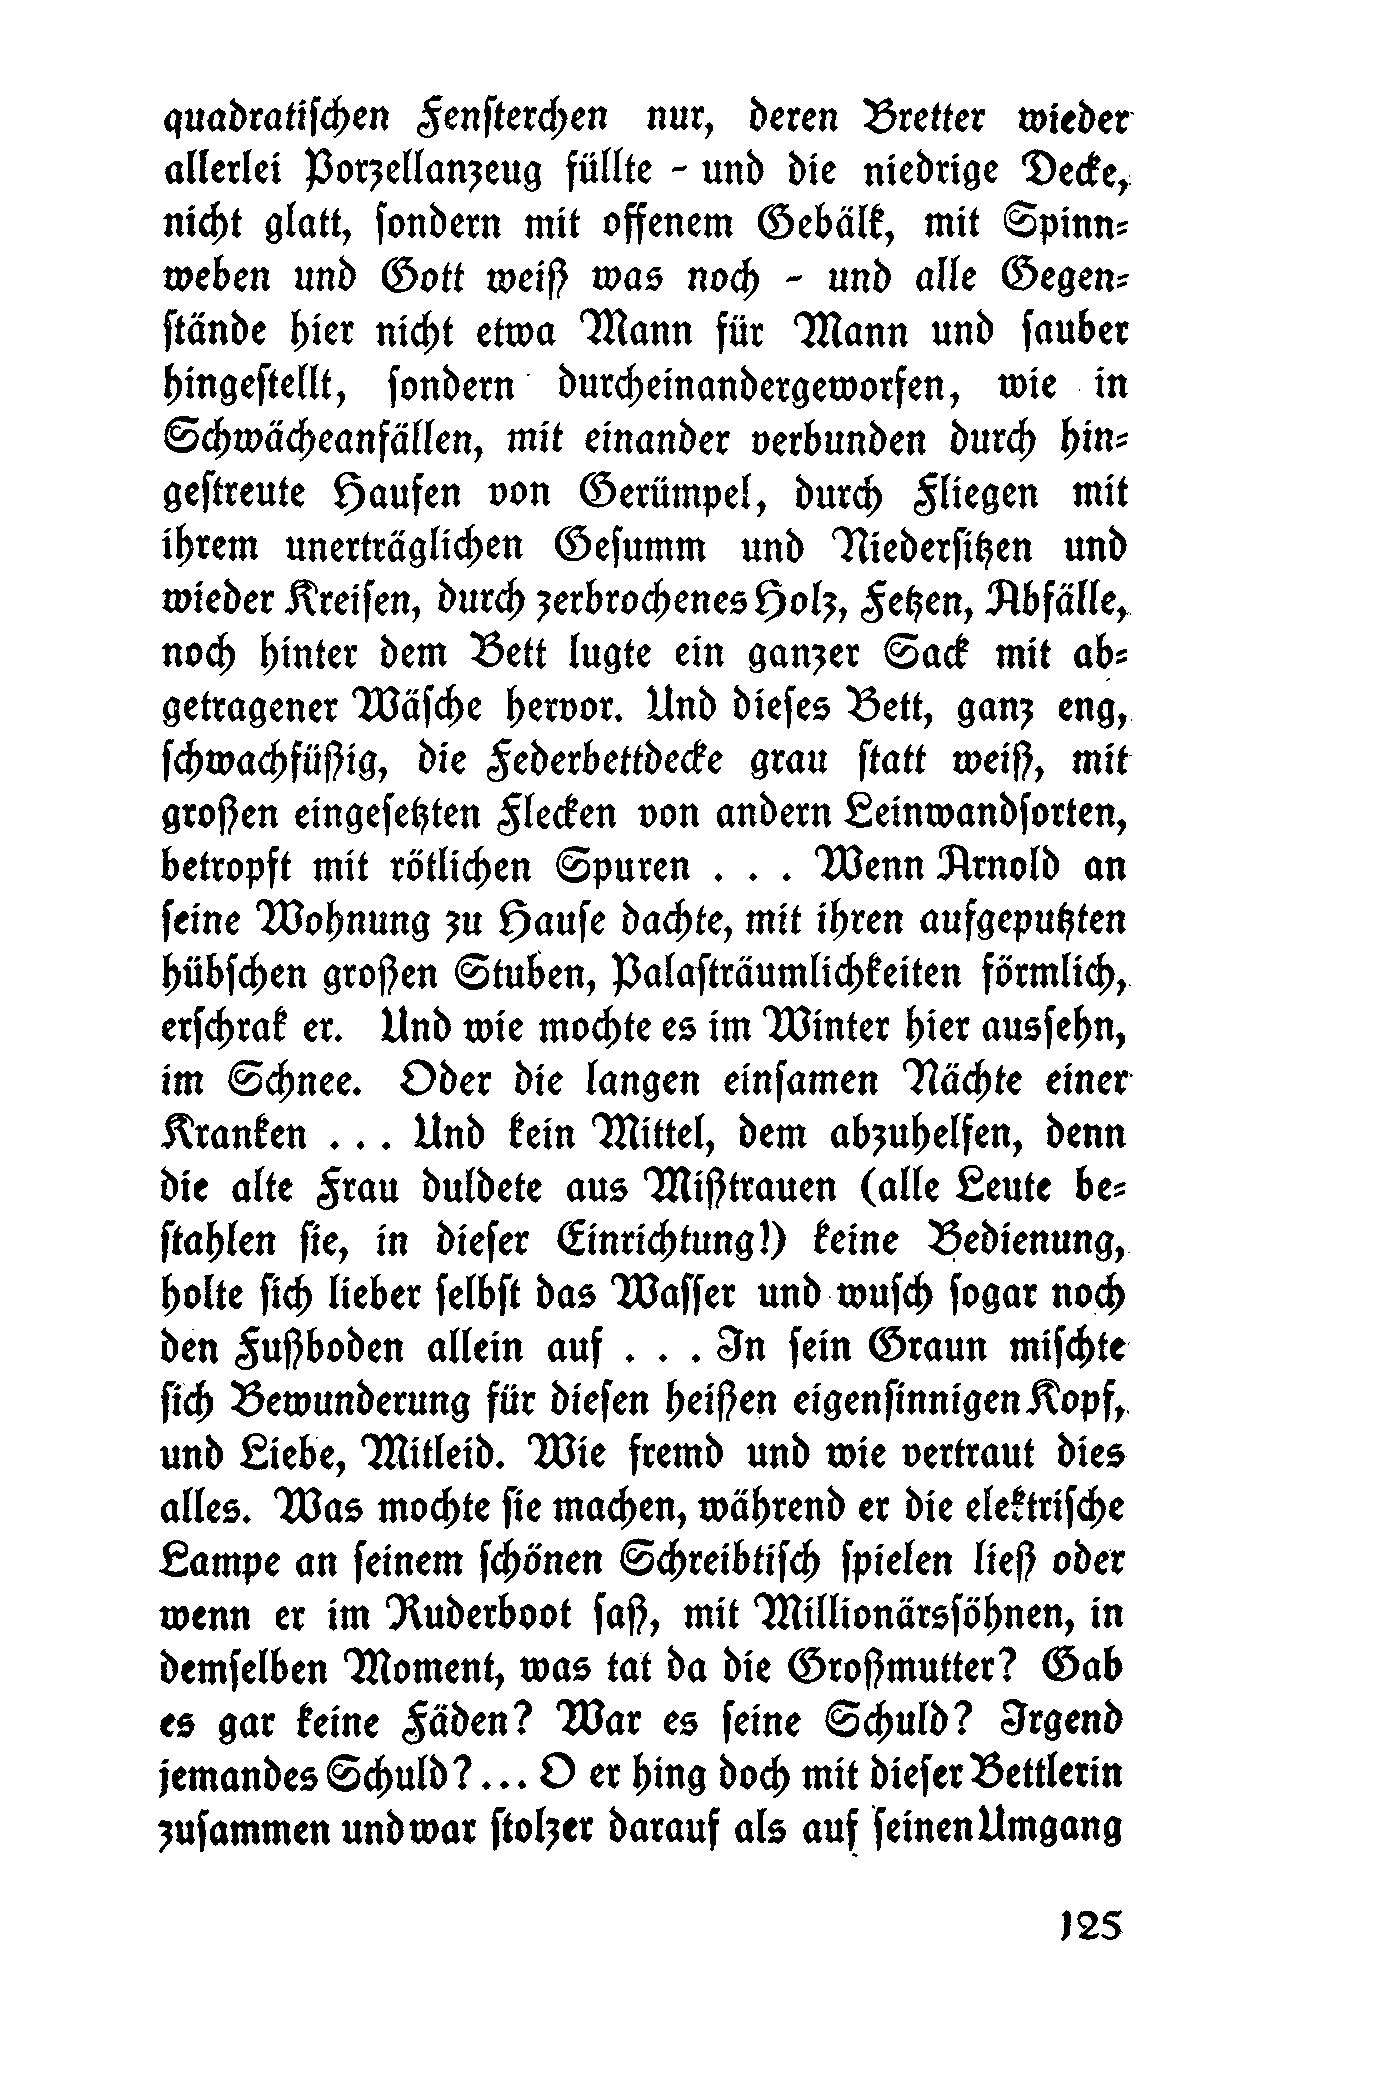 quadratischen Fensterchen nur, deren Bretter wieder
allerlei Porzellanzeug füllte - und die niedrige Decke,
nicht glatt, sondern mit offenem Gebälk, mit Spinn-
weben und Gott weiß was noch - und alle Gegen-
stände hier nicht etwa Mann für Mann und sauber
hingestellt, sondern durcheinandergeworfen, wie in
Schwächeanfällen, mit einander verbunden durch hin-
gestreute Haufen von Gerümpel, durch Fliegen mit
ihrem unerträglichen Gesumm und Niedersitzen und
wieder Kreisen, durch zerbrochenes Holz, Fetzen, Abfälle,
noch hinter dem Bett lugte ein ganzer Sack mit ab-
getragener Wäsche hervor. Und dieses Bett, ganz eng,
schwachfüßig, die Federbettdecke grau statt weiß, mit
großen eingesetzten Flecken von andern Leinwandsorten,
betropft mit rötlichen Spuren . . . Wenn Arnold an
seine Wohnung zu Hause dachte, mit ihren aufgeputzten
hübschen großen Stuben, Palasträumlichkeiten förmlich,
erschrak er. Und wie mochte es im Winter hier aussehn,
im Schnee. Oder die langen einsamen Nächte einer
Kranken . . . Und kein Mittel, dem abzuhelfen, denn
die alte Frau duldete aus Mißtrauen (alle Leute be-
stahlen sie, in dieser Einrichtung!) keine Bedienung,
holte sich lieber selbst das Wasser und wusch sogar noch
den Fußboden allein auf . . . In sein Graun mischte
sich Bewunderung für diesen heißen eigensinnigen Kopf,
und Liebe, Mitleid. Wie fremd und wie vertraut dies
alles. Was mochte sie machen, während er die elektrische
Lampe an seinem schönen Schreibtisch spielen ließ oder
wenn er im Ruderboot saß, mit Millionärssöhnen, in
demselben Moment, was tat da die Großmutter? Gab
es gar keine Fäden? War es seine Schuld? Irgend
jemandes Schuld? ... O er hing doch mit dieser Bettlerin
zusammen und war stolzer darauf als auf seinen Umgang
125